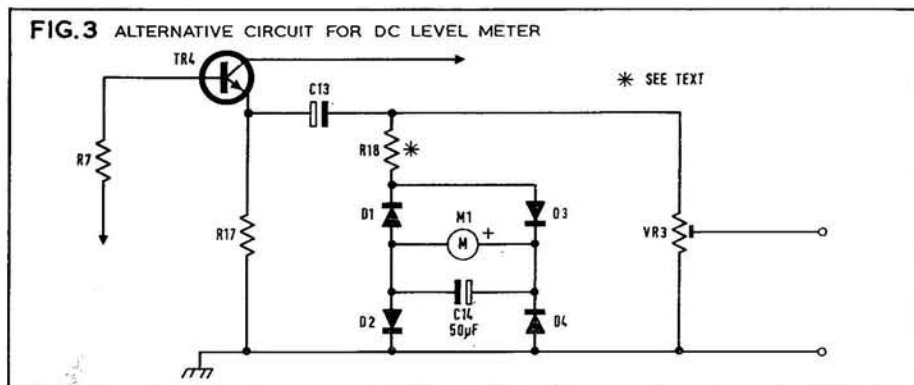 FIG.3 ALTERNATIVE CIRCUIT FOR DC LEVEL METER
TR4
C13
* SEE TEXT
R18 *
R7
D1
M1
D3
+
M
R17
VR3
C14
50µF
D2
D4